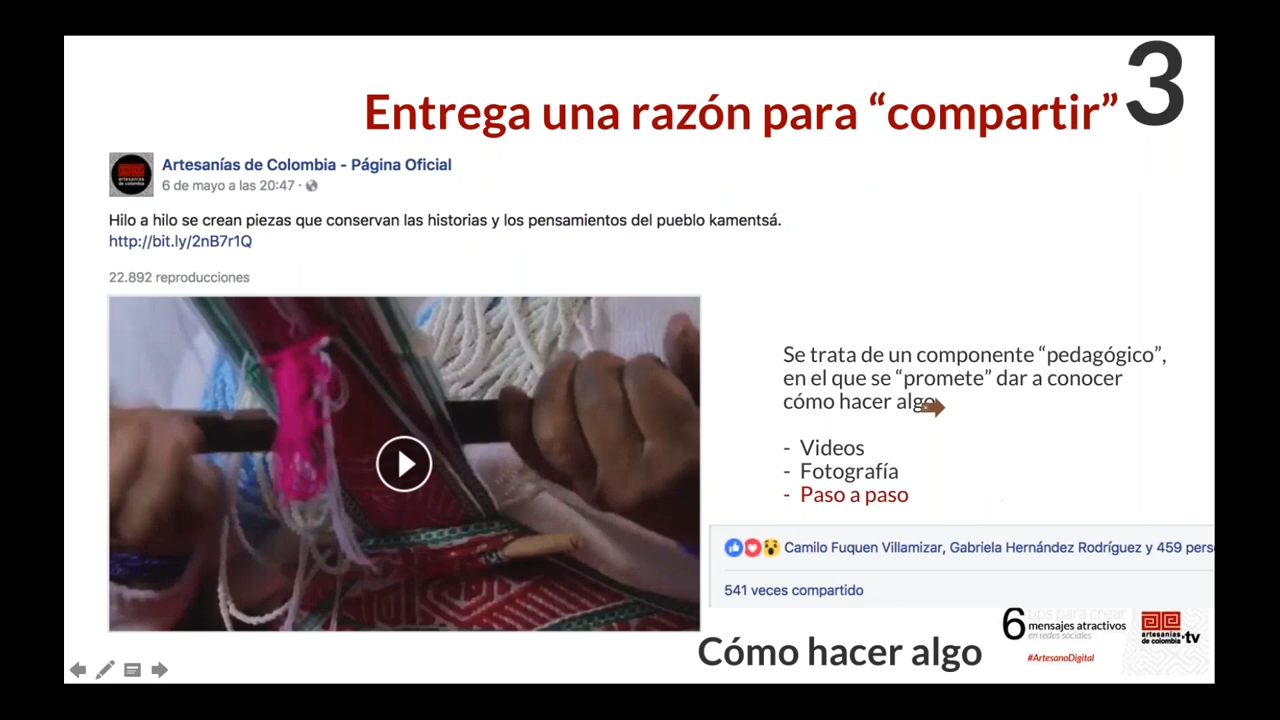 3
Entrega una razón para “compartir”
Artesanías de Colombia - Página Oficial
6 de mayo a las 20:47 ·
Hilo a hilo se crean piezas que conservan las historias y los pensamientos del pueblo kamentsá.
http://bit.ly/2nB7r1Q
22.892 reproducciones
Se trata de un componente “pedagógico”,
en el que se “promete” dar a conocer
cómo hacer algo
- Videos
- Fotografía
- Paso a paso
Camilo Fuquen Villamizar, Gabriela Hernández Rodríguez y 459 pers
541 veces compartido
Cómo hacer algo
6 tips para crear
mensajes atractivos
en redes sociales
#ArtesanoDigital
artesanías
de colombia .tv